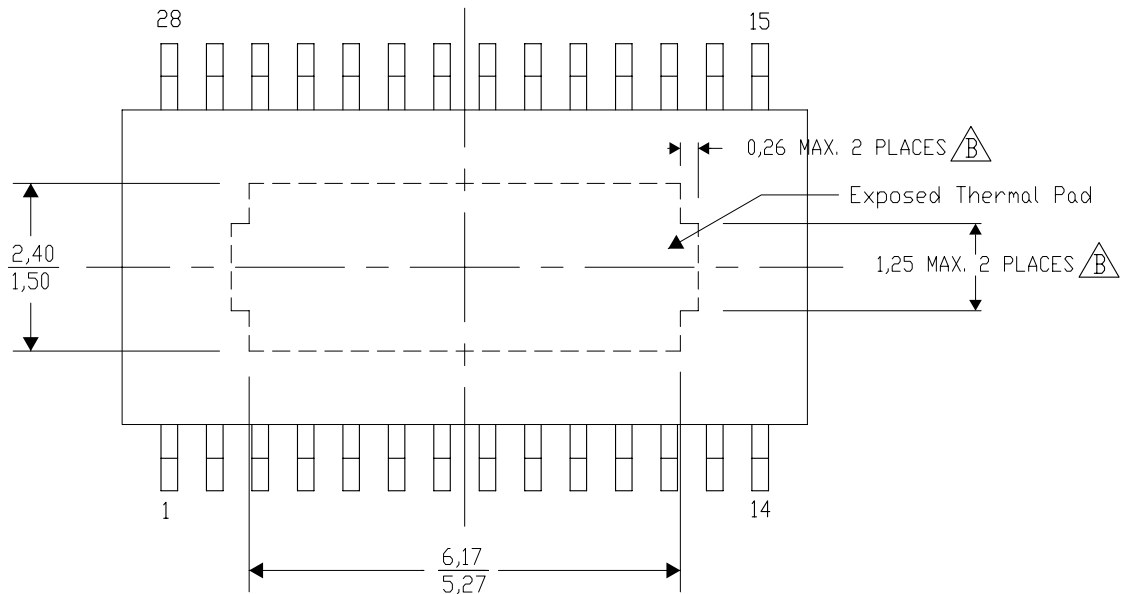 28
15
0,26 MAX. 2 PLACES B
Exposed Thermal Pad
2,40
1,50
1,25 MAX. 2 PLACES B
1
14
6,17
5,27